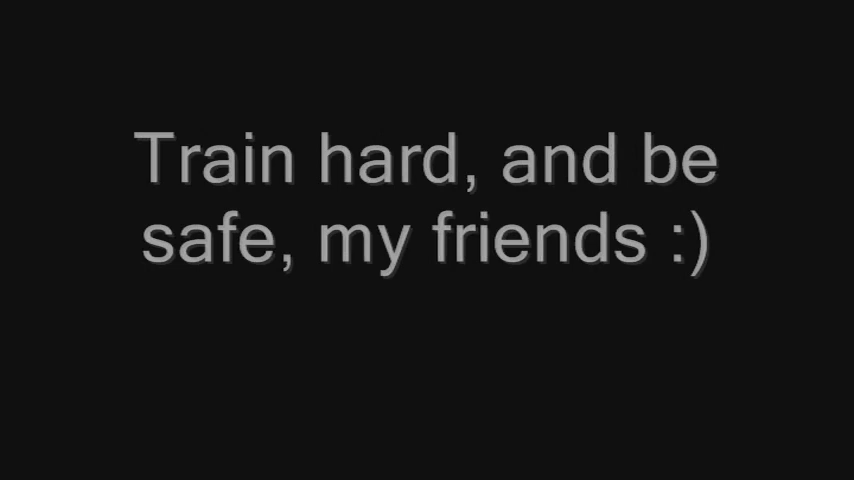 Train hard, and be
safe, my friends :)